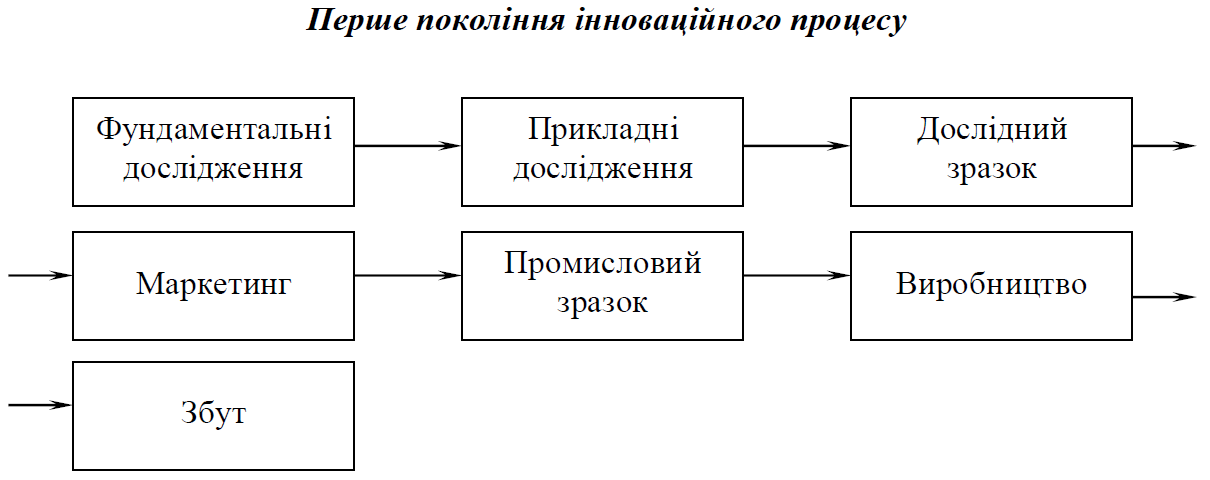 Перше покоління інноваційного процесу
Фундаментальні
дослідження
Прикладні
дослідження
Дослідний
зразок
Маркетинг
Промисловий
зразок
Виробництво
Збут